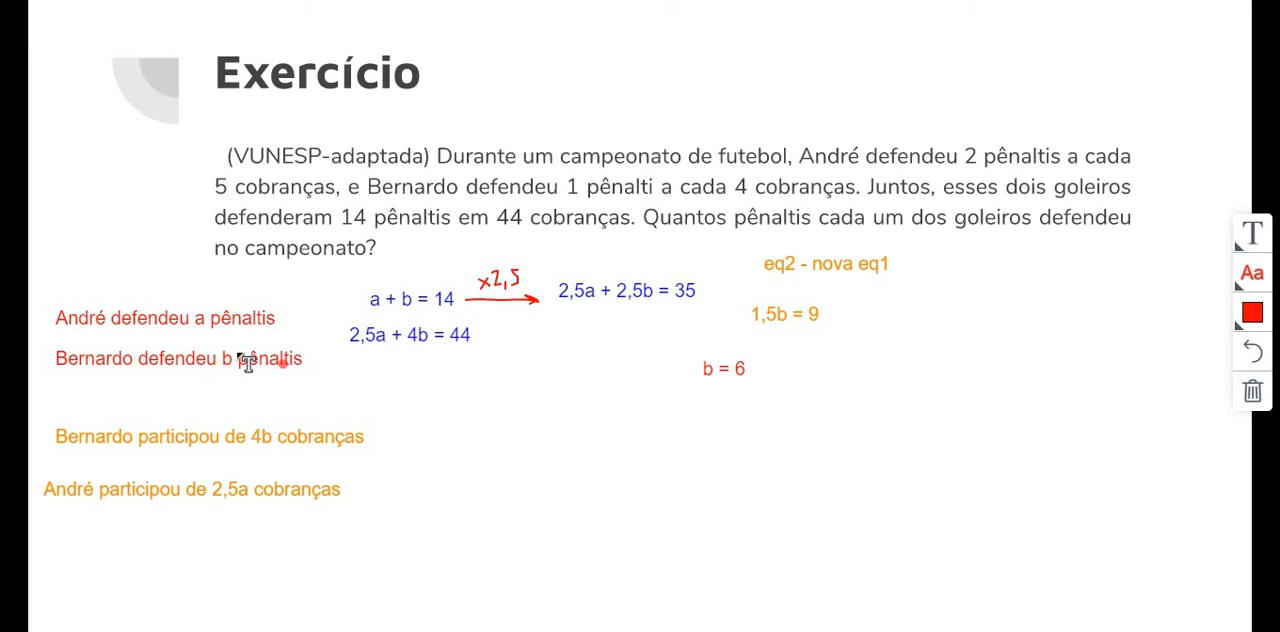 Exercício
(VUNESP-adaptada) Durante um campeonato de futebol, André defendeu 2 pênaltis a cada
5 cobranças, e Bernardo defendeu 1 pênalti a cada 4 cobranças. Juntos, esses dois goleiros
defenderam 14 pênaltis em 44 cobranças. Quantos pênaltis cada um dos goleiros defendeu
no campeonato?
eq2 - nova eq1
a + b = 14 x2,5 2,5a + 2,5b = 35
1,5b = 9
André defendeu a pênaltis
2,5a + 4b = 44
Bernardo defendeu b pênaltis
b = 6
Bernardo participou de 4b cobranças
André participou de 2,5a cobranças
T
Aa